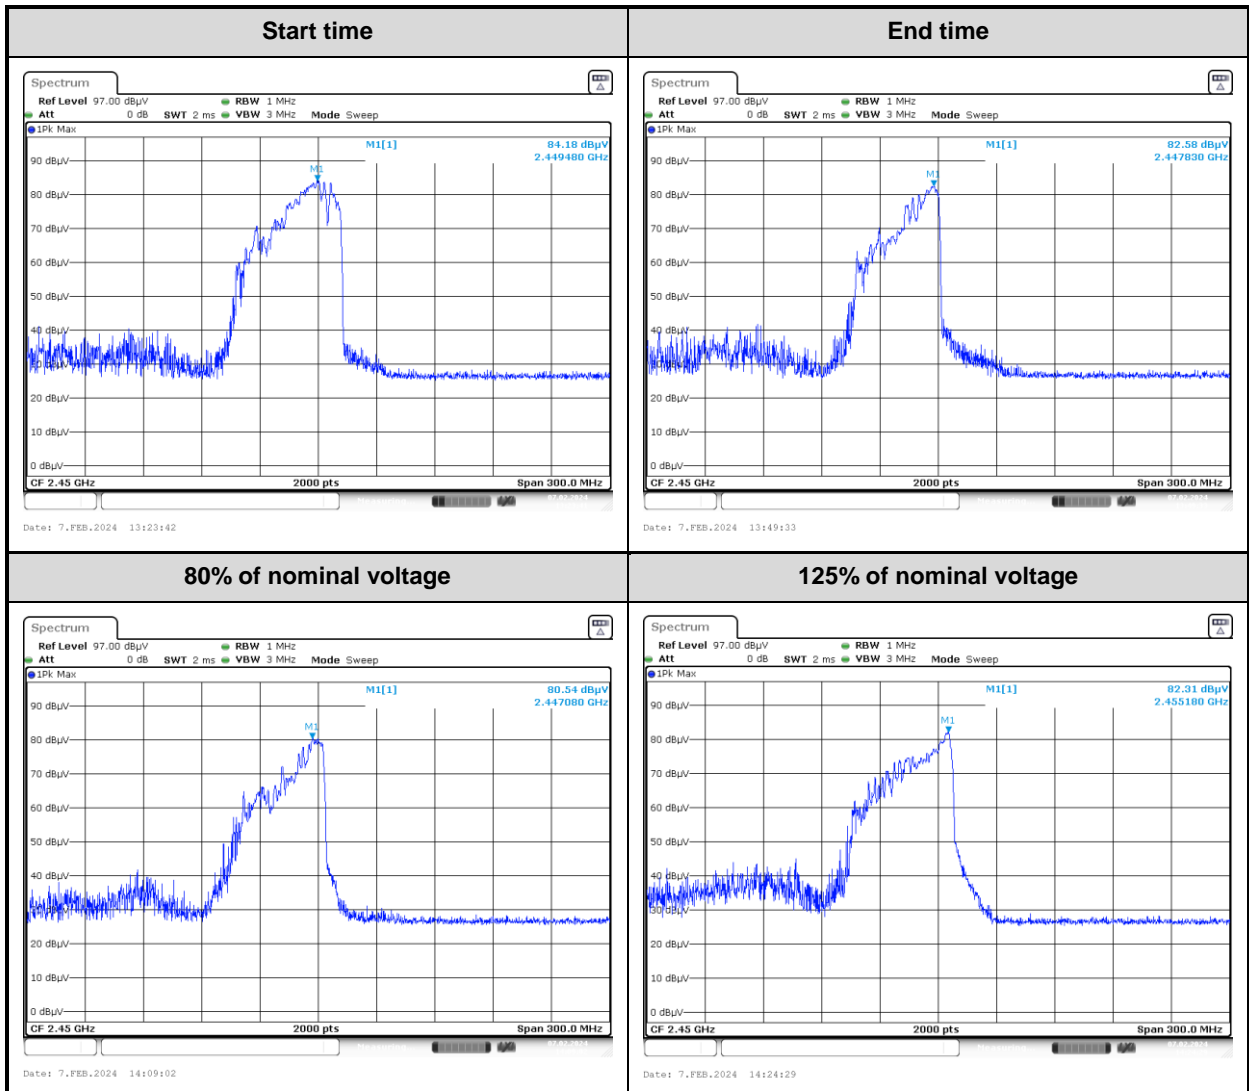 Start time
End time
Spectrum
Ref Level 97.00 dBµV RBW 1 MHz
Att 0 dB SWT 2 ms VBW 3 MHz Mode Sweep
1Pk Max
M1[1] 84.18 dBµV
2.449480 GHz
M1
90 dBµV
80 dBµV
70 dBµV
60 dBµV
50 dBµV
40 dBµV
30 dBµV
20 dBµV
10 dBµV
0 dBµV
CF 2.45 GHz 2000 pts Span 300.0 MHz
Date: 7.FEB.2024 13:23:42
Spectrum
Ref Level 97.00 dBµV RBW 1 MHz
Att 0 dB SWT 2 ms VBW 3 MHz Mode Sweep
1Pk Max
M1[1] 82.58 dBµV
2.447830 GHz
M1
90 dBµV
80 dBµV
70 dBµV
60 dBµV
50 dBµV
40 dBµV
30 dBµV
20 dBµV
10 dBµV
0 dBµV
CF 2.45 GHz 2000 pts Span 300.0 MHz
Date: 7.FEB.2024 13:49:33
80% of nominal voltage
125% of nominal voltage
Spectrum
Ref Level 97.00 dBµV RBW 1 MHz
Att 0 dB SWT 2 ms VBW 3 MHz Mode Sweep
1Pk Max
M1[1] 80.54 dBµV
2.447080 GHz
M1
90 dBµV
80 dBµV
70 dBµV
60 dBµV
50 dBµV
40 dBµV
30 dBµV
20 dBµV
10 dBµV
0 dBµV
CF 2.45 GHz 2000 pts Span 300.0 MHz
Date: 7.FEB.2024 14:09:02
Spectrum
Ref Level 97.00 dBµV RBW 1 MHz
Att 0 dB SWT 2 ms VBW 3 MHz Mode Sweep
1Pk Max
M1[1] 82.31 dBµV
2.455180 GHz
M1
90 dBµV
80 dBµV
70 dBµV
60 dBµV
50 dBµV
40 dBµV
30 dBµV
20 dBµV
10 dBµV
0 dBµV
CF 2.45 GHz 2000 pts Span 300.0 MHz
Date: 7.FEB.2024 14:24:29